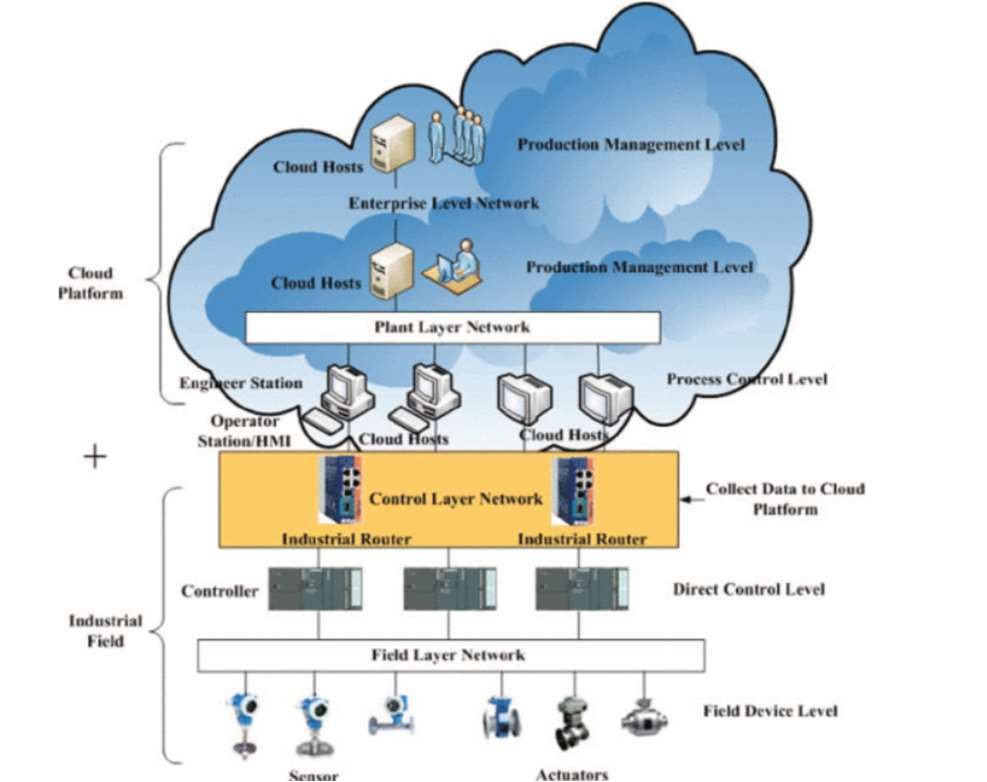 Production Management Level
Cloud Hosts
Enterprise Level Network
Cloud
Platform
Cloud Hosts
Production Management Level
Plant Layer Network
Engineer Station
Process Control Level
Operator
Station/HMI
Cloud Hosts
Cloud Hosts
+
Control Layer Network
Collect Data to Cloud
Platform
Industrial Router
Industrial Router
Controller
Direct Control Level
Industrial
Field
Field Layer Network
Field Device Level
Sensor
Actuators